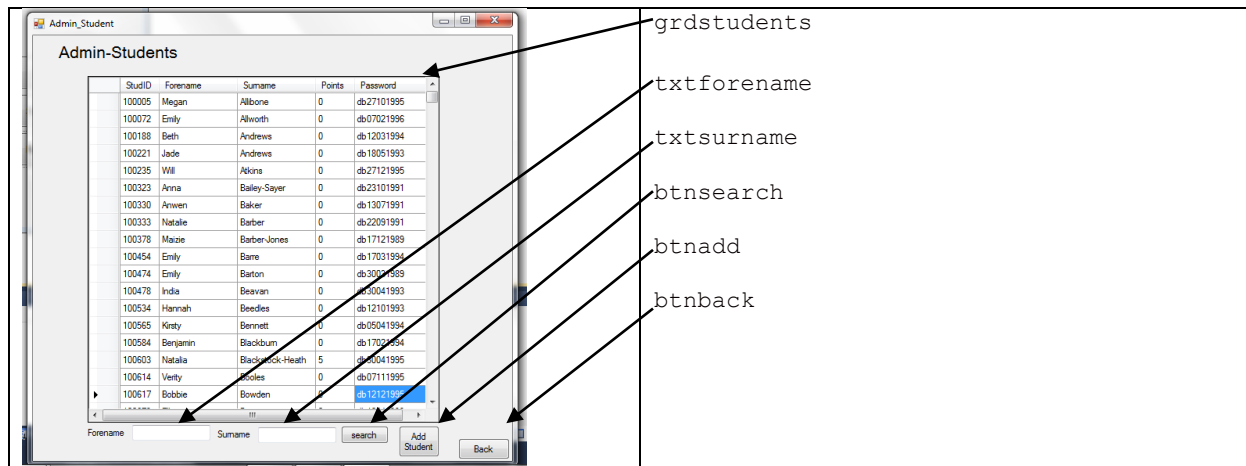 Admin_Student
Admin-Students
StudID Forename Surname Points Password
100005 Megan Allibone 0 db27101995
100072 Emily Allworth 0 db07021996
100188 Beth Andrews 0 db12031994
100221 Jade Andrews 0 db18051993
100235 Will Atkins 0 db27121995
100323 Anna Bailey-Sayer 0 db23101991
100330 Anwen Baker 0 db13071991
100333 Natalie Barber 0 db22091991
100378 Maizie Barber-Jones 0 db17121989
100454 Emily Barre 0 db17031994
100474 Emily Barton 0
100478 India Beavan 0 db30041993
100534 Hannah Beedles 0 db12101993
100565 Kirsty Bennett 0 db05041994
100584 Benjamin Blackburn 0 db17021994
100603 Natalia Blackstock-Heath 5 db30041995
100614 Verity Booles 0 db07111995
100617 Bobbie Bowden db12121995
Forename Surname search Add Student Back
grdstudents
txtforename
txtsurname
btnsearch
btnadd
btnback